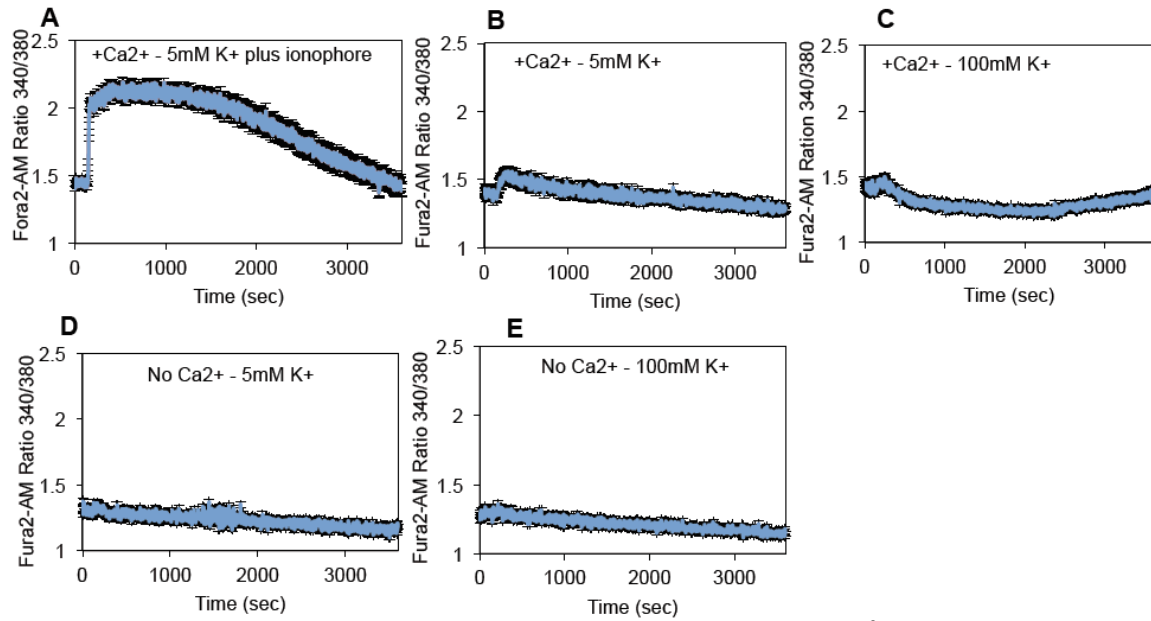 A
+Ca2+ - 5mM K+ plus ionophore
Fora2-AM Ratio 340/380
2.5
2
1.5
1
0
1000
2000
3000
Time (sec)
B
+Ca2+ - 5mM K+
Fura2-AM Ratio 340/380
2.5
2
1.5
1
0
1000
2000
3000
Time (sec)
C
+Ca2+ - 100mM K+
Fura2-AM Ration 340/380
2.5
2
1.5
1
0
1000
2000
3000
Time (sec)
D
No Ca2+ - 5mM K+
Fura2-AM Ratio 340/380
2.5
2
1.5
1
0
1000
2000
3000
Time (sec)
E
No Ca2+ - 100mM K+
Fura2-AM Ratio 340/380
2.5
2
1.5
1
0
1000
2000
3000
Time (sec)